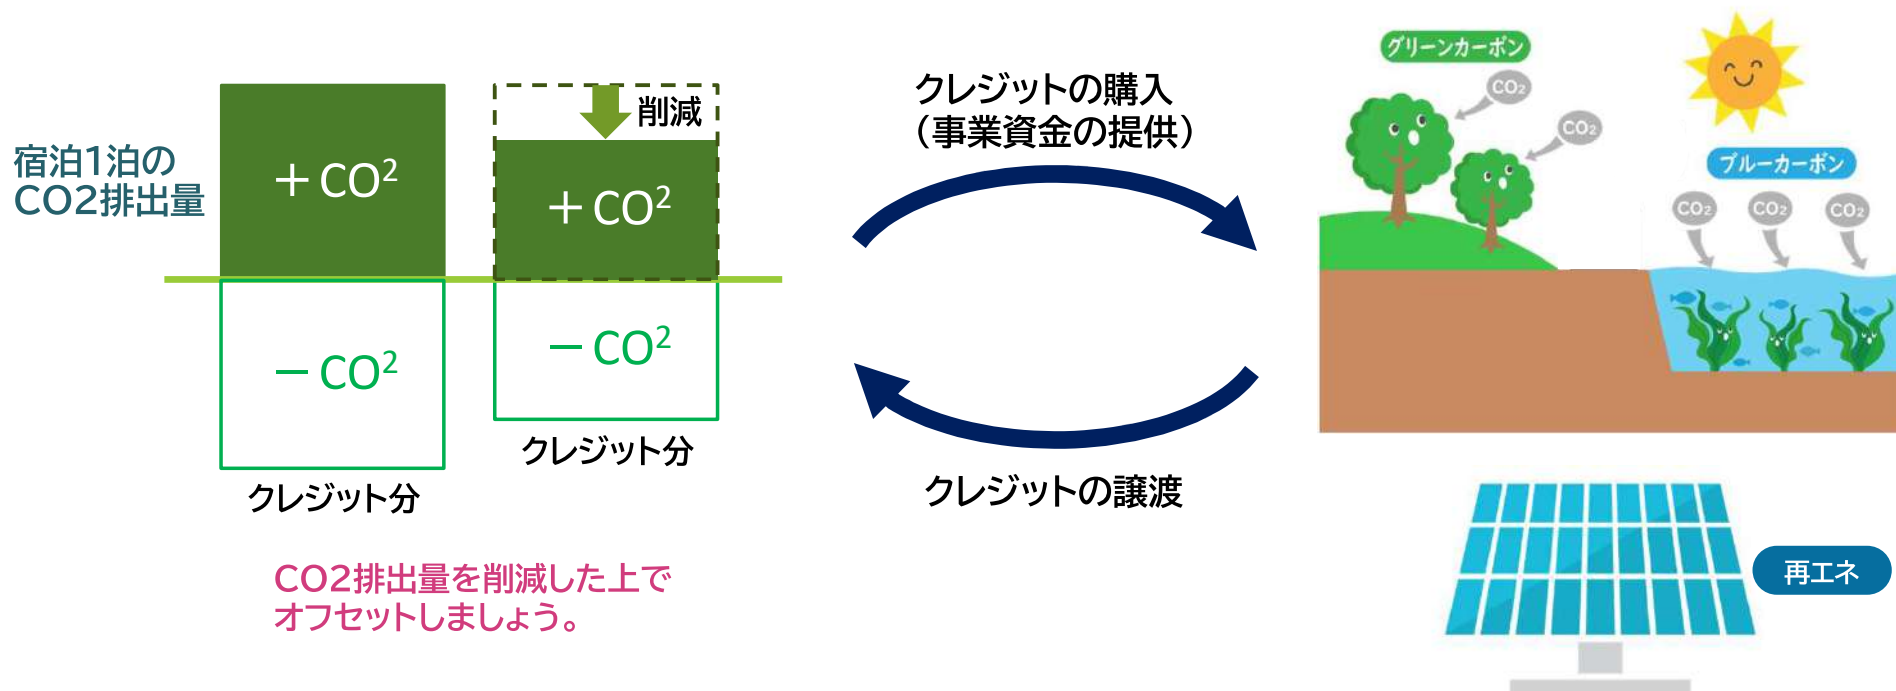 宿泊1泊の
CO2排出量
＋CO²
削減
＋CO²
－CO²
－CO²
クレジット分
クレジット分
CO2排出量を削減した上で
オフセットしましょう。
クレジットの購入
（事業資金の提供）
クレジットの譲渡
グリーンカーボン
CO₂
CO₂
ブルーカーボン
CO₂
CO₂
CO₂
再エネ